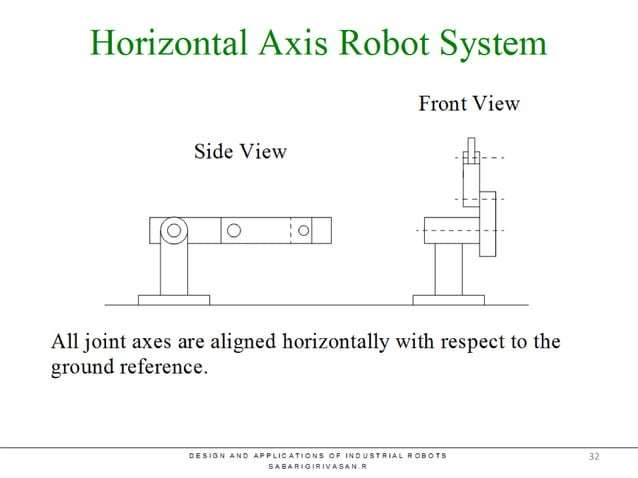 Horizontal Axis Robot System
Front View
Side View
All joint axes are aligned horizontally with respect to the
ground reference.
DESIGN AND APPLICATIONS OF INDUSTRIAL ROBOTS
SABARIGIRIVASAN.R
32